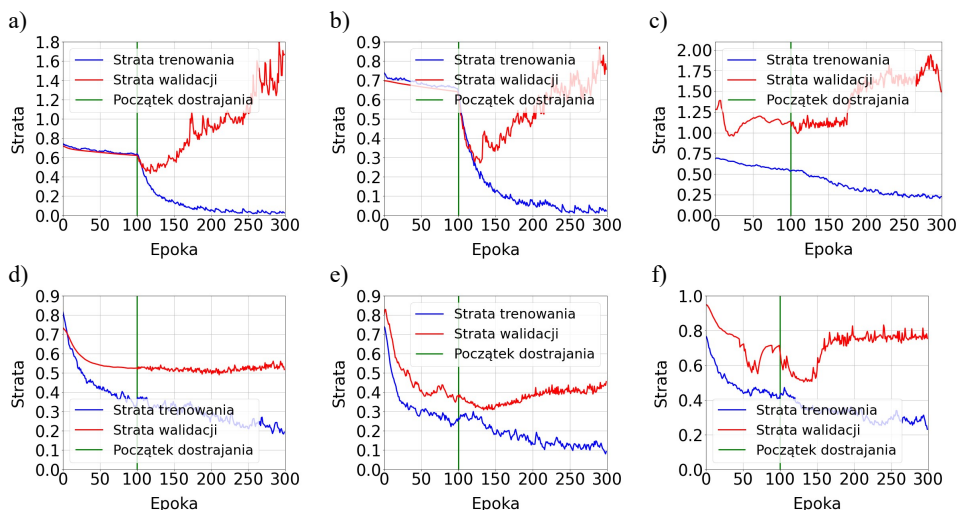 a)
1.8
1.6
1.4
1.2
1.0
0.8
0.6
0.4
0.2
0.0
Strata
Strata trenowania
Strata walidacji
Początek dostrajania
0 50 100 150 200 250 300
Epoka
b)
0.9
0.8
0.7
0.6
0.5
0.4
0.3
0.2
0.1
0.0
Strata
Strata trenowania
Strata walidacji
Początek dostrajania
0 50 100 150 200 250 300
Epoka
c)
2.00
1.75
1.50
1.25
1.00
0.75
0.50
0.25
0.00
Strata
Strata trenowania
Strata walidacji
Początek dostrajania
0 50 100 150 200 250 300
Epoka
d)
0.9
0.8
0.7
0.6
0.5
0.4
0.3
0.2
0.1
0.0
Strata
Strata trenowania
Strata walidacji
Początek dostrajania
0 50 100 150 200 250 300
Epoka
e)
0.9
0.8
0.7
0.6
0.5
0.4
0.3
0.2
0.1
0.0
Strata
Strata trenowania
Strata walidacji
Początek dostrajania
0 50 100 150 200 250 300
Epoka
f)
1.0
0.8
0.6
0.4
0.2
0.0
Strata
Strata trenowania
Strata walidacji
Początek dostrajania
0 50 100 150 200 250 300
Epoka